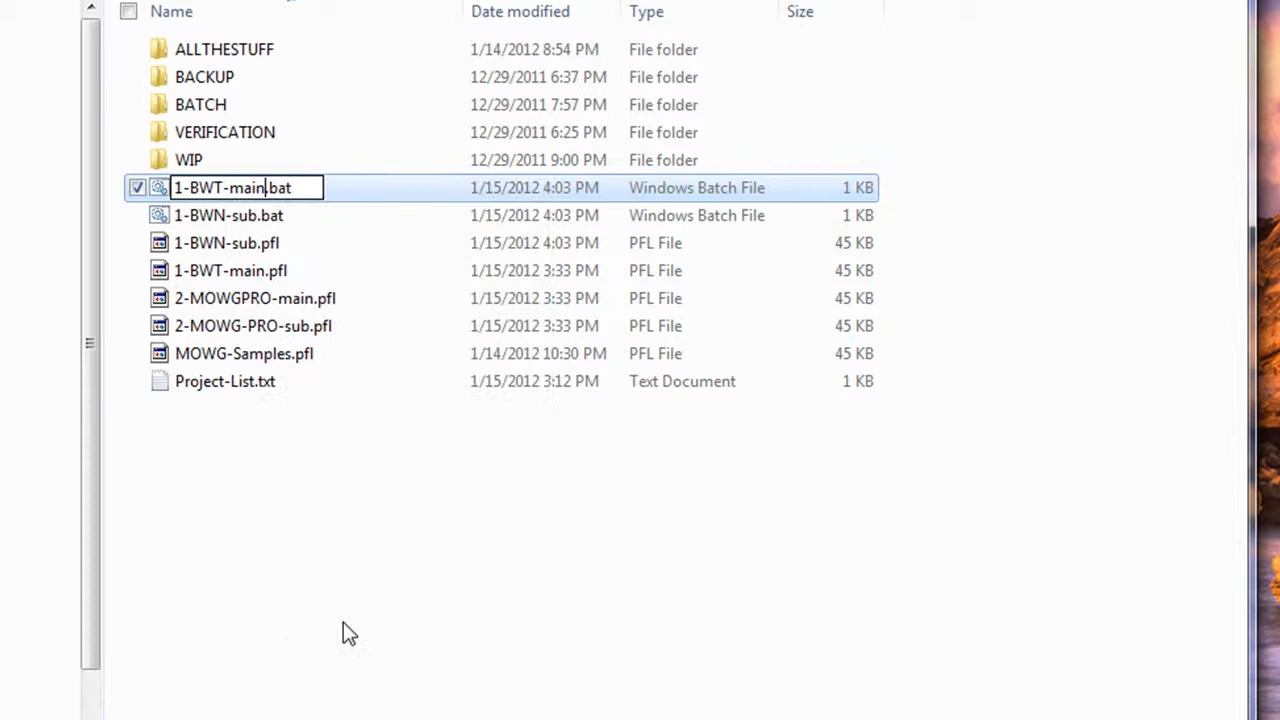 Name Date modified Type Size
ALLTHESTUFF 1/14/2012 8:54 PM File folder
BACKUP 12/29/2011 6:37 PM File folder
BATCH 12/29/2011 7:57 PM File folder
VERIFICATION 12/29/2011 6:25 PM File folder
WIP 12/29/2011 9:00 PM File folder
1-BWT-main.bat 1/15/2012 4:03 PM Windows Batch File 1 KB
1-BWN-sub.bat 1/15/2012 4:03 PM Windows Batch File 1 KB
1-BWN-sub.pfl 1/15/2012 4:03 PM PFL File 45 KB
1-BWT-main.pfl 1/15/2012 3:33 PM PFL File 45 KB
2-MOWGPRO-main.pfl 1/15/2012 3:33 PM PFL File 45 KB
2-MOWG-PRO-sub.pfl 1/15/2012 3:33 PM PFL File 45 KB
MOWG-Samples.pfl 1/14/2012 10:30 PM PFL File 45 KB
Project-List.txt 1/15/2012 3:12 PM Text Document 1 KB